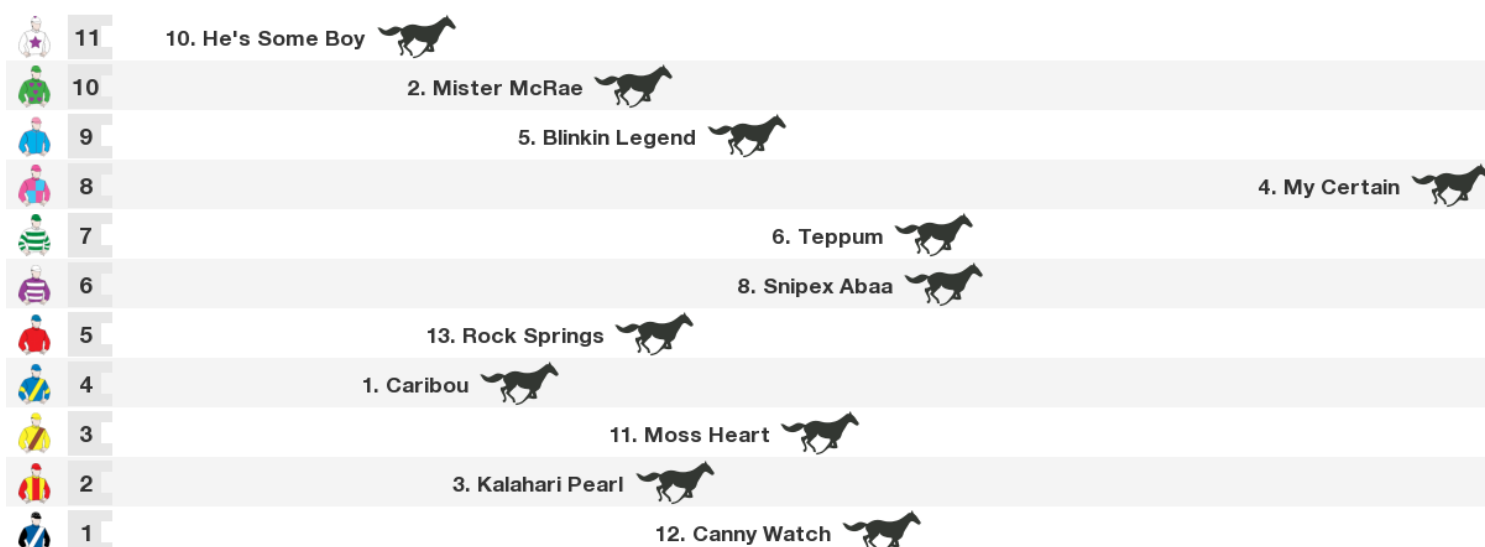 11 10. He's Some Boy
10 2. Mister McRae
9 5. Blinkin Legend
8 4. My Certain
7 6. Teppum
6 8. Snipex Abaa
5 13. Rock Springs
4 1. Caribou
3 11. Moss Heart
2 3. Kalahari Pearl
1 12. Canny Watch